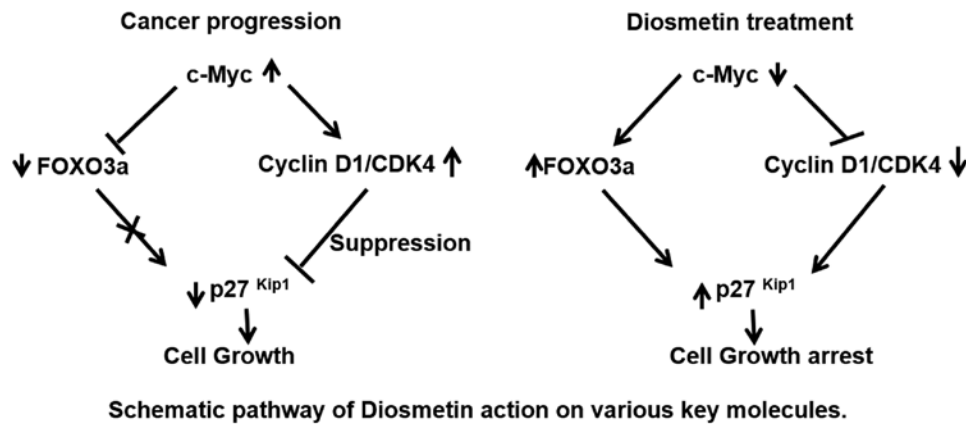 Cancer progression
c-Myc
FOXO3a
Cyclin D1/CDK4
Suppression
p27 Kip1
Cell Growth
Diosmetin treatment
c-Myc
FOXO3a
Cyclin D1/CDK4
p27 Kip1
Cell Growth arrest
Schematic pathway of Diosmetin action on various key molecules.